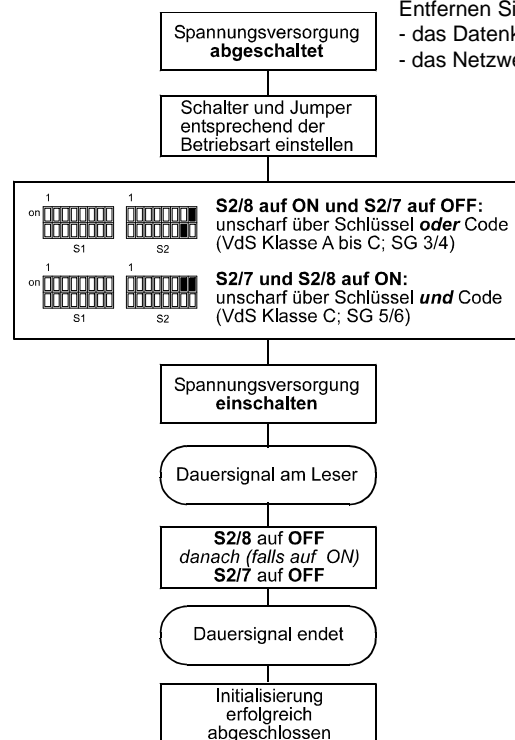 Entfernen Si
- das Datenk
- das Netzwe
Spannungsversorgung
abgeschaltet
Schalter und Jumper
entsprechend der
Betriebsart einstellen
1 1
on
S1 S2
S2/8 auf ON und S2/7 auf OFF:
unscharf über Schlüssel oder Code
(VdS Klasse A bis C; SG 3/4)
1 1
on
S1 S2
S2/7 und S2/8 auf ON:
unscharf über Schlüssel und Code
(VdS Klasse C; SG 5/6)
Spannungsversorgung
einschalten
Dauersignal am Leser
S2/8 auf OFF
danach (falls auf ON)
S2/7 auf OFF
Dauersignal endet
Initialisierung
erfolgreich
abgeschlossen